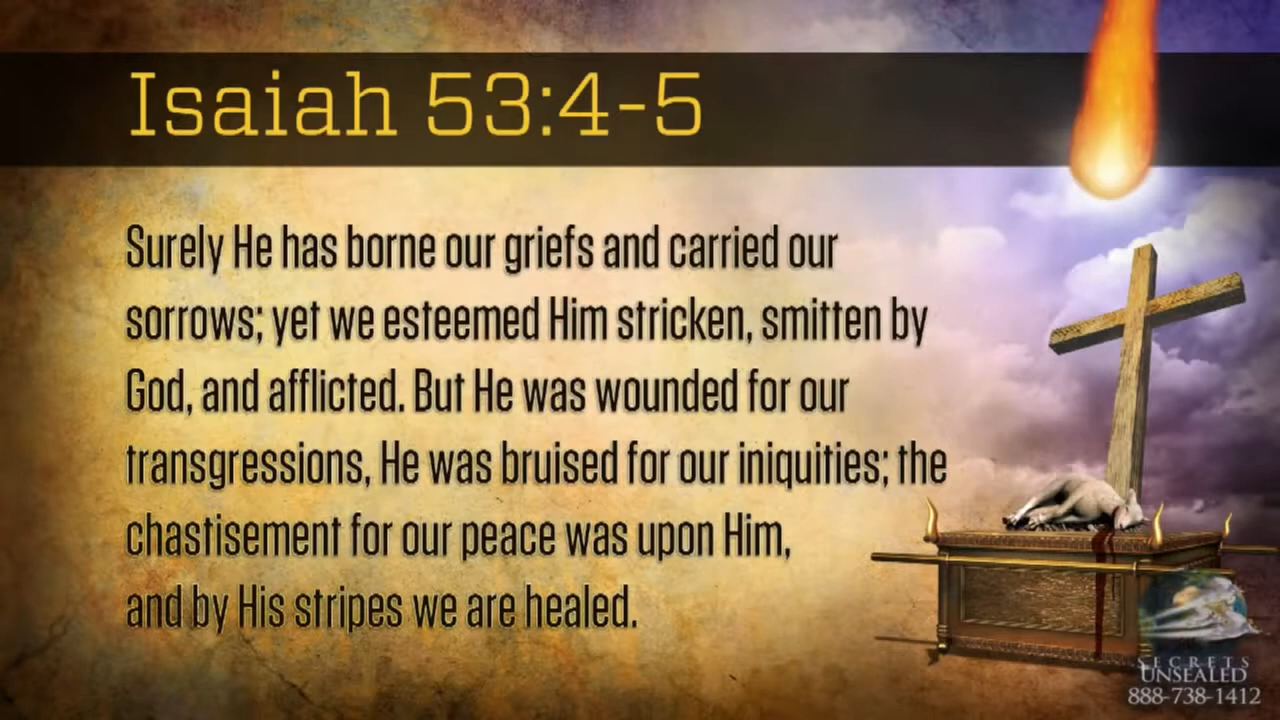 Isaiah 53:4-5
Surely He has borne our griefs and carried our
sorrows; yet we esteemed Him stricken, smitten by
God, and afflicted. But He was wounded for our
transgressions, He was bruised for our iniquities; the
chastisement for our peace was upon Him,
and by His stripes we are healed.
SECRETS
UNSEALED
888-738-1412